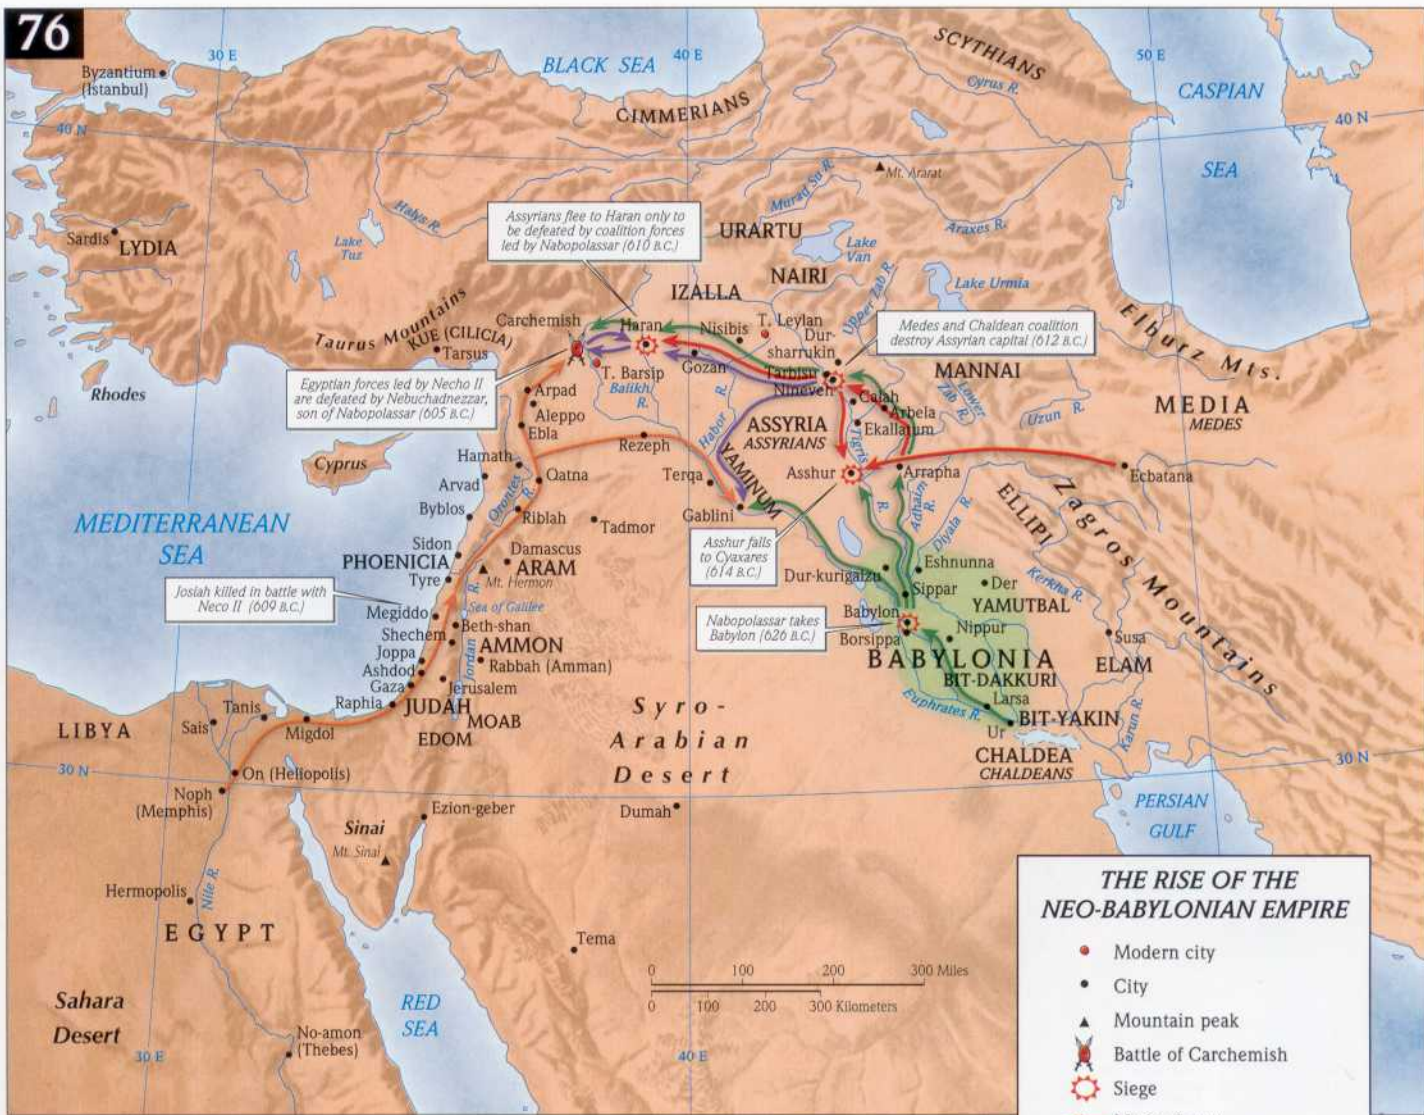 76
30 E
BLACK SEA
40 E
SCYTHIANS
50 E
Byzantium
(Istanbul)
Cyrus R.
CASPIAN
SEA
CIMMERIANS
40 N
40 N
Mt. Ararat
Murad Su R.
Araxes R.
Halys R.
Assyrians flee to Haran only to
be defeated by coalition forces
led by Nabopolassar (610 B.C.)
URARTU
Sardis
LYDIA
Lake
Tuz
Lake
Van
NAIRI
Upper Zab R.
Lake Urmia
IZALLA
Elburz Mts.
Taurus Mountains
KUE (CILICIA)
Tarsus
Carchemish
Haran
Nisibis
T. Leylan
Dur-
sharrukin
Medes and Chaldean coalition
destroy Assyrian capital (612 B.C.)
Rhodes
Egyptian forces led by Necho II
are defeated by Nebuchadnezzar,
son of Nabopolassar (605 B.C.)
T. Barsip
Balikh
R.
Gozan
Tarbisu
Nineveh
MANNAI
Calah
Lower
Zab R.
Uzun R.
MEDIA
MEDES
Arpad
Aleppo
Ebla
Habor R.
ASSYRIA
ASSYRIANS
Arbela
Ekallatum
Tigris
R.
Cyprus
Hamath
Rezeph
YAMINUM
Arvad
Qatna
Terqa
Asshur
Arrapha
Ecbatana
Orontes R.
Byblos
Riblah
Gablini
Tadmor
Adhaim
R.
Diyala R.
ELLIPI
Zagros Mountains
MEDITERRANEAN
SEA
Sidon
PHOENICIA
Tyre
Damascus
ARAM
Mt. Hermon
Asshur falls
to Cyaxares
(614 B.C.)
Dur-kurigalzu
Eshnunna
Sippar
Der
YAMUTBAL
Kerkha R.
Josiah killed in battle with
Neco II (609 B.C.)
Megiddo
Sea of Galilee
Beth-shan
Shechem
AMMON
Joppa
Jordan R.
Rabbah (Amman)
Ashdod
Gaza
Jerusalem
Raphia
JUDAH
MOAB
EDOM
Nabopolassar takes
Babylon (626 B.C.)
Babylon
Borsippa
Nippur
BABYLONIA
BIT-DAKKURI
Susa
ELAM
Larsa
Euphrates R.
BIT-YAKIN
Ur
CHALDEA
CHALDEANS
Karun R.
Syro-
Arabian
Desert
LIBYA
Tanis
Sais
Migdol
30 N
30 N
On (Heliopolis)
Noph
(Memphis)
Ezion-geber
Dumah
PERSIAN
GULF
Sinai
Mt. Sinai
Hermopolis
Nile R.
EGYPT
Tema
Sahara
Desert
RED
SEA
No-amon
(Thebes)
30 E
40 E
0 100 200 300 Miles
0 100 200 300 Kilometers
THE RISE OF THE
NEO-BABYLONIAN EMPIRE
Modern city
City
Mountain peak
Battle of Carchemish
Siege